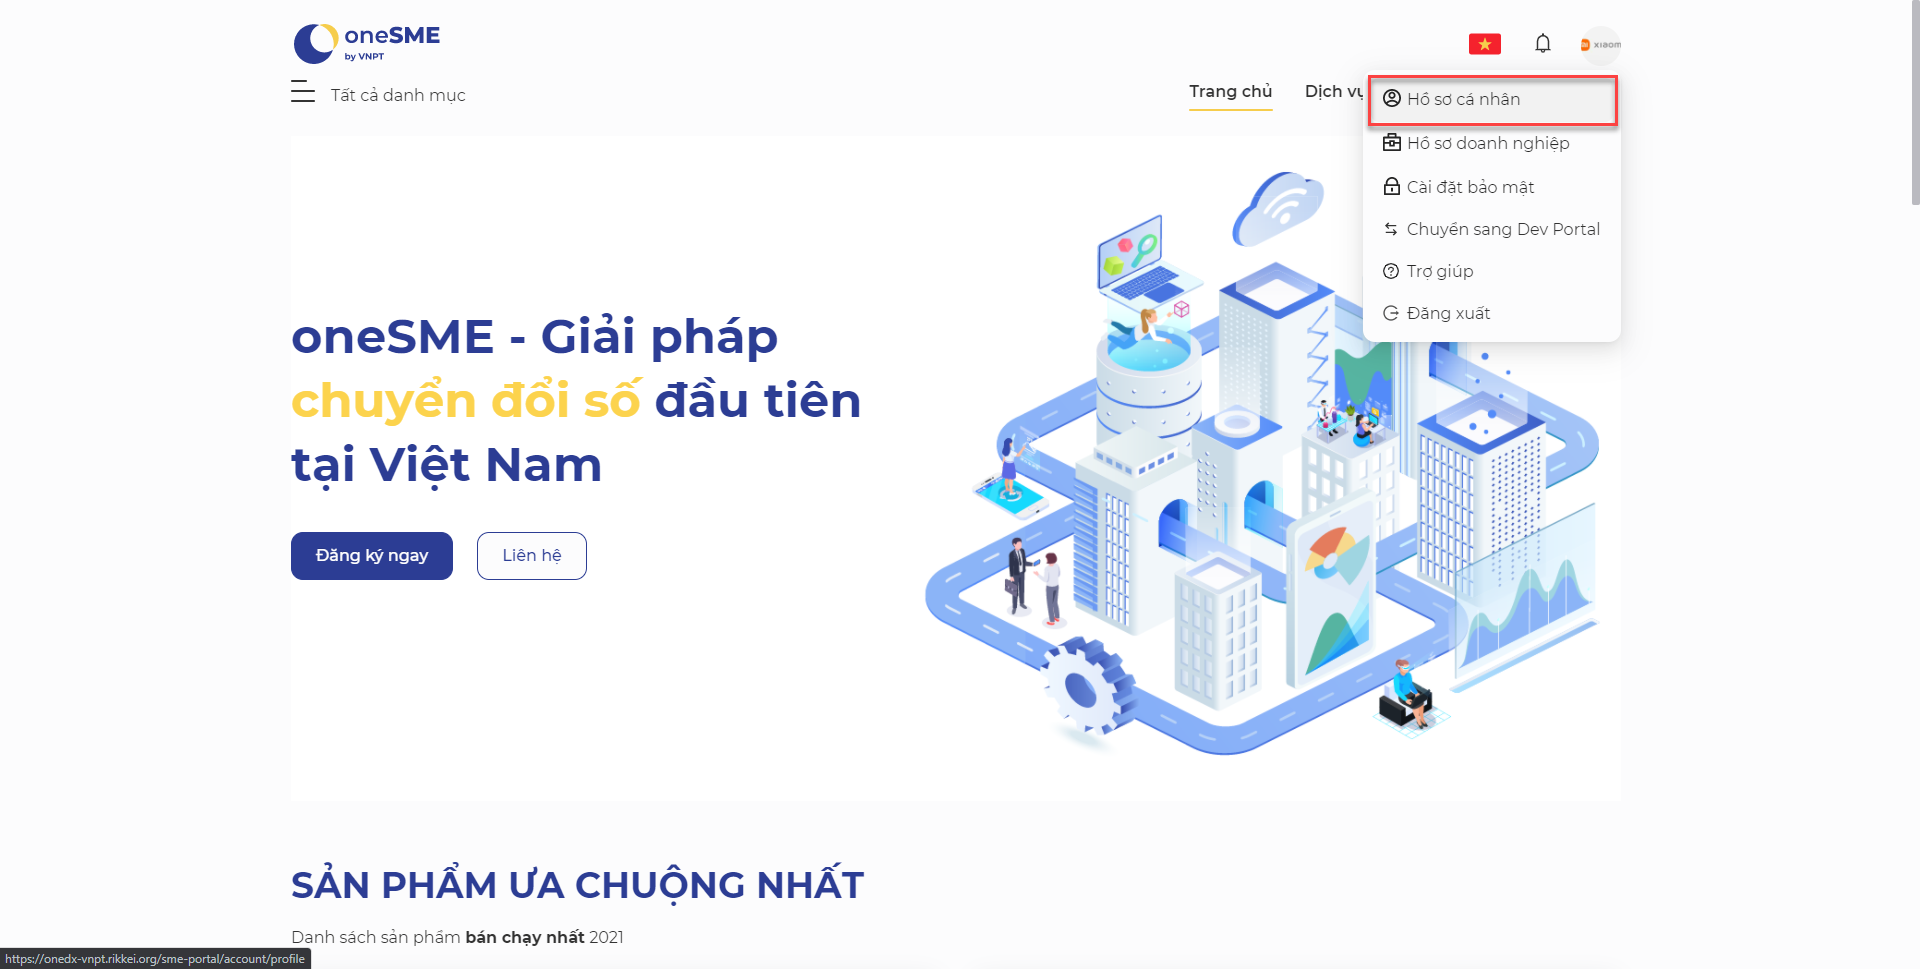 oneSME
by VNPT
xiaom
Tất cả danh mục
Trang chủ
Dịch vụ
Hồ sơ cá nhân
Hồ sơ doanh nghiệp
Cài đặt bảo mật
Chuyển sang Dev Portal
Trợ giúp
Đăng xuất
oneSME - Giải pháp
chuyển đổi số đầu tiên
tại Việt Nam
Đăng ký ngay
Liên hệ
SẢN PHẨM ƯA CHUỘNG NHẤT
Danh sách sản phẩm bán chạy nhất 2021
https://onedx-vnpt.rikkei.org/sme-portal/account/profile